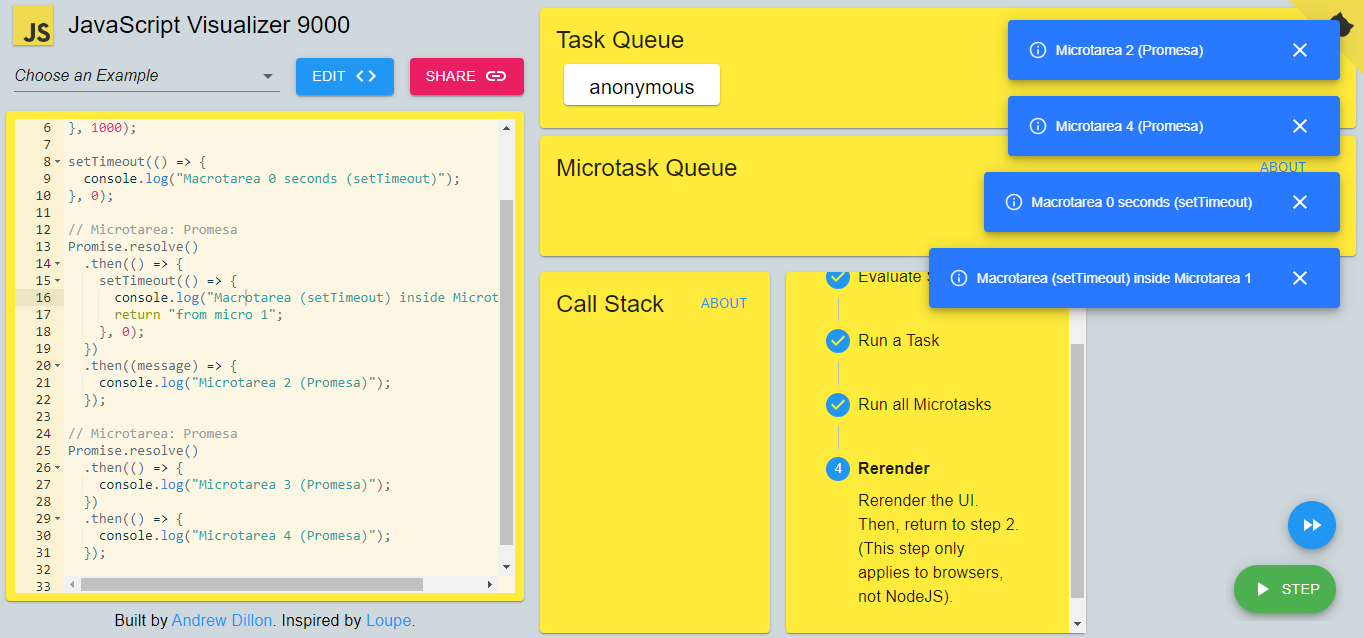 JS
JavaScript Visualizer 9000
Choose an Example
EDIT
SHARE
6 }, 1000);
7
8 setTimeout(() => {
9 console.log("Macrotarea 0 seconds (setTimeout)");
10 }, 0);
11
12 // Microtarea: Promesa
13 Promise.resolve()
14 .then(() => {
15 setTimeout(() => {
16 console.log("Macrotarea (setTimeout) inside Microt
17 return "from micro 1";
18 }, 0);
19 })
20 .then((message) => {
21 console.log("Microtarea 2 (Promesa)");
22 });
23
24 // Microtarea: Promesa
25 Promise.resolve()
26 .then(() => {
27 console.log("Microtarea 3 (Promesa)");
28 })
29 .then(() => {
30 console.log("Microtarea 4 (Promesa)");
31 });
32
33
Built by Andrew Dillon. Inspired by Loupe.
Task Queue
anonymous
Microtask Queue
ABOUT
Call Stack
ABOUT
Evaluate
Run a Task
Run all Microtasks
4 Rerender
Rerender the UI.
Then, return to step 2.
(This step only
applies to browsers,
not NodeJS).
Microtarea 2 (Promesa)
Microtarea 4 (Promesa)
Macrotarea 0 seconds (setTimeout)
Macrotarea (setTimeout) inside Microtarea 1
STEP